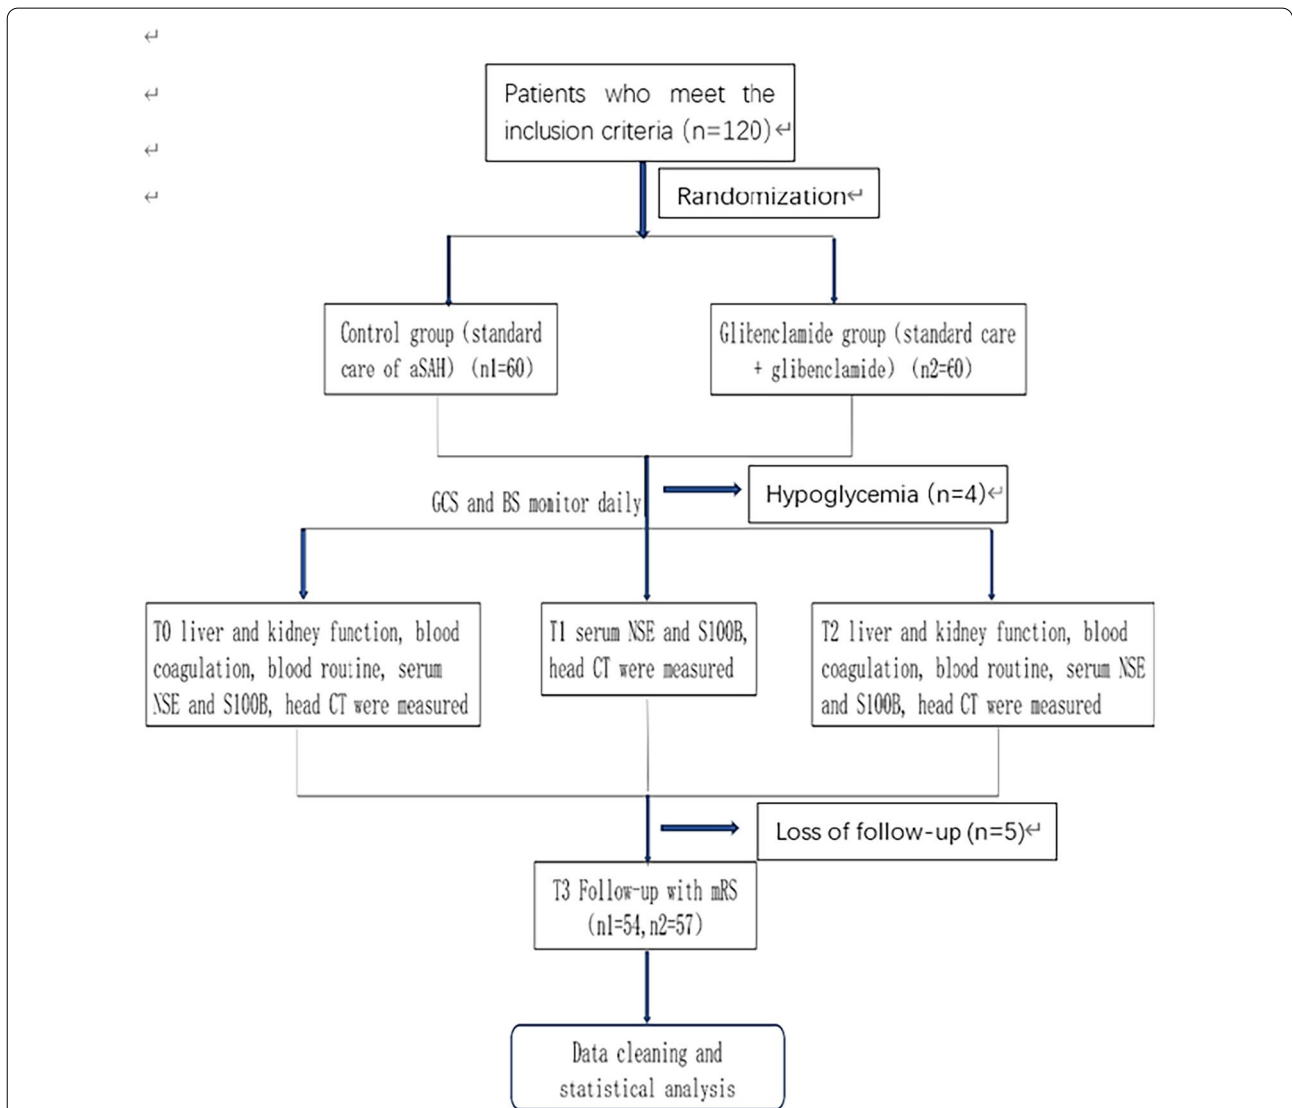 Patients who meet the
inclusion criteria (n=120)↵
Randomization↵
Control group (standard
care of aSAH) (n1=60)
Glibenclamide group (standard care
+ glibenclamide) (n2=60)
GCS and BS monitor daily
Hypoglycemia (n=4)↵
T0 liver and kidney function, blood
coagulation, blood routine, serum
NSE and S100B, head CT were measured
T1 serum NSE and S100B,
head CT were measured
T2 liver and kidney function, blood
coagulation, blood routine, serum NSE
and S100B, head CT were measured
Loss of follow-up (n=5)↵
T3 Follow-up with mRS
(n1=54, n2=57)
Data cleaning and
statistical analysis